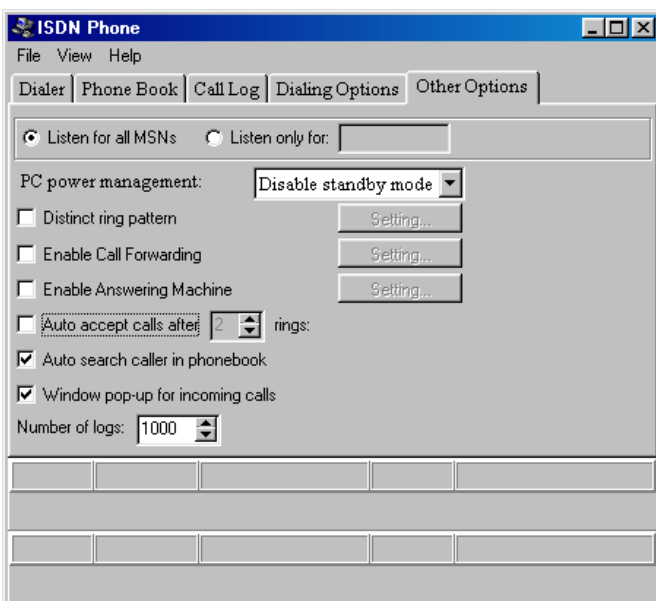 ISDN Phone
File View Help
Dialer Phone Book Call Log Dialing Options Other Options
Listen for all MSNs Listen only for:
PC power management: Disable standby mode
Distinct ring pattern Setting...
Enable Call Forwarding Setting...
Enable Answering Machine Setting...
Auto accept calls after 2 rings:
Auto search caller in phonebook
Window pop-up for incoming calls
Number of logs: 1000